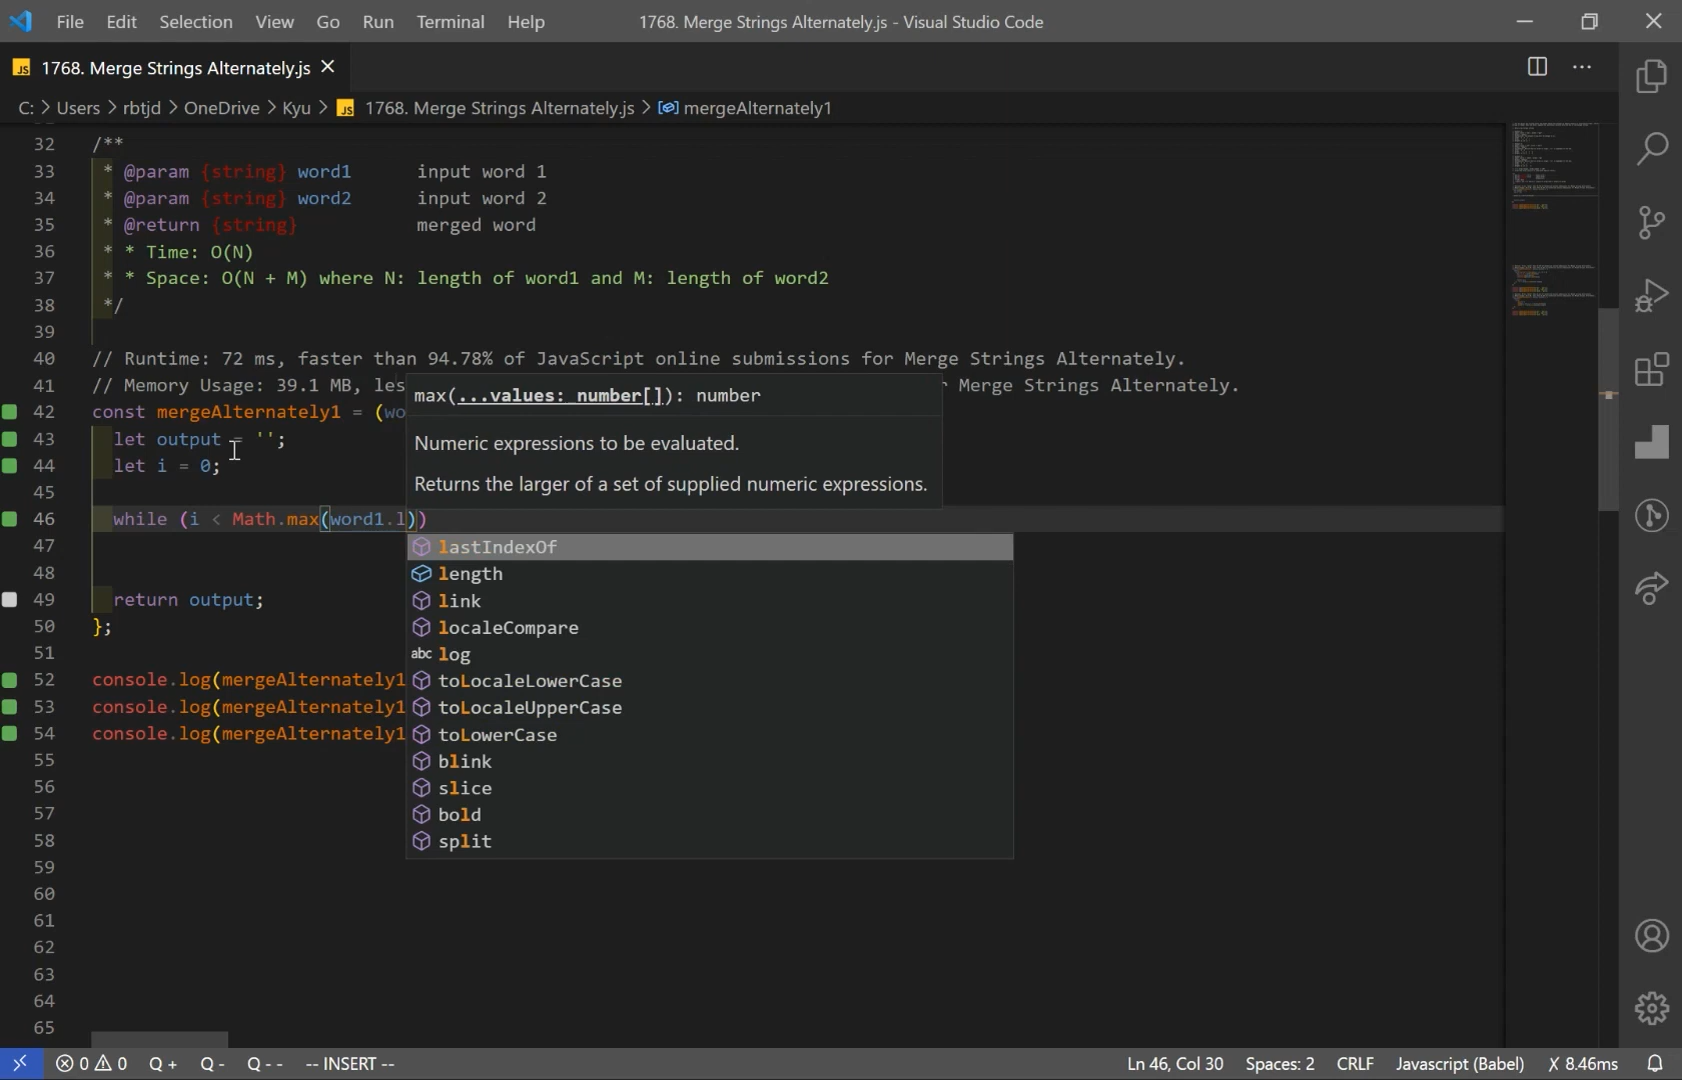 File Edit Selection View Go Run Terminal Help 1768. Merge Strings Alternately.js - Visual Studio Code
JS 1768. Merge Strings Alternately.js
C: > Users > rbtjd > OneDrive > Kyu > JS 1768. Merge Strings Alternately.js > mergeAlternately1
32 /**
33 * @param {string} word1 input word 1
34 * @param {string} word2 input word 2
35 * @return {string} merged word
36 * * Time: O(N)
37 * * Space: O(N + M) where N: length of word1 and M: length of word2
38 */
39
40 // Runtime: 72 ms, faster than 94.78% of JavaScript online submissions for Merge Strings Alternately.
41 // Memory Usage: 39.1 MB, les Merge Strings Alternately.
max(...values: number[]): number
42 const mergeAlternately1 = (wo
43 let output = '';
Numeric expressions to be evaluated.
44 let i = 0;
Returns the larger of a set of supplied numeric expressions.
45
46 while (i < Math.max(word1.l))
47 lastIndexOf
48 length
49 return output; link
50 }; localeCompare
51 abc log
52 console.log(mergeAlternately1 toLocaleLowerCase
53 console.log(mergeAlternately1 toLocaleUpperCase
54 console.log(mergeAlternately1 toLowerCase
55 blink
56 slice
57 bold
58 split
59
60
61
62
63
64
65
0 0 Q + Q - Q - - -- INSERT -- Ln 46, Col 30 Spaces: 2 CRLF Javascript (Babel) X 8.46ms